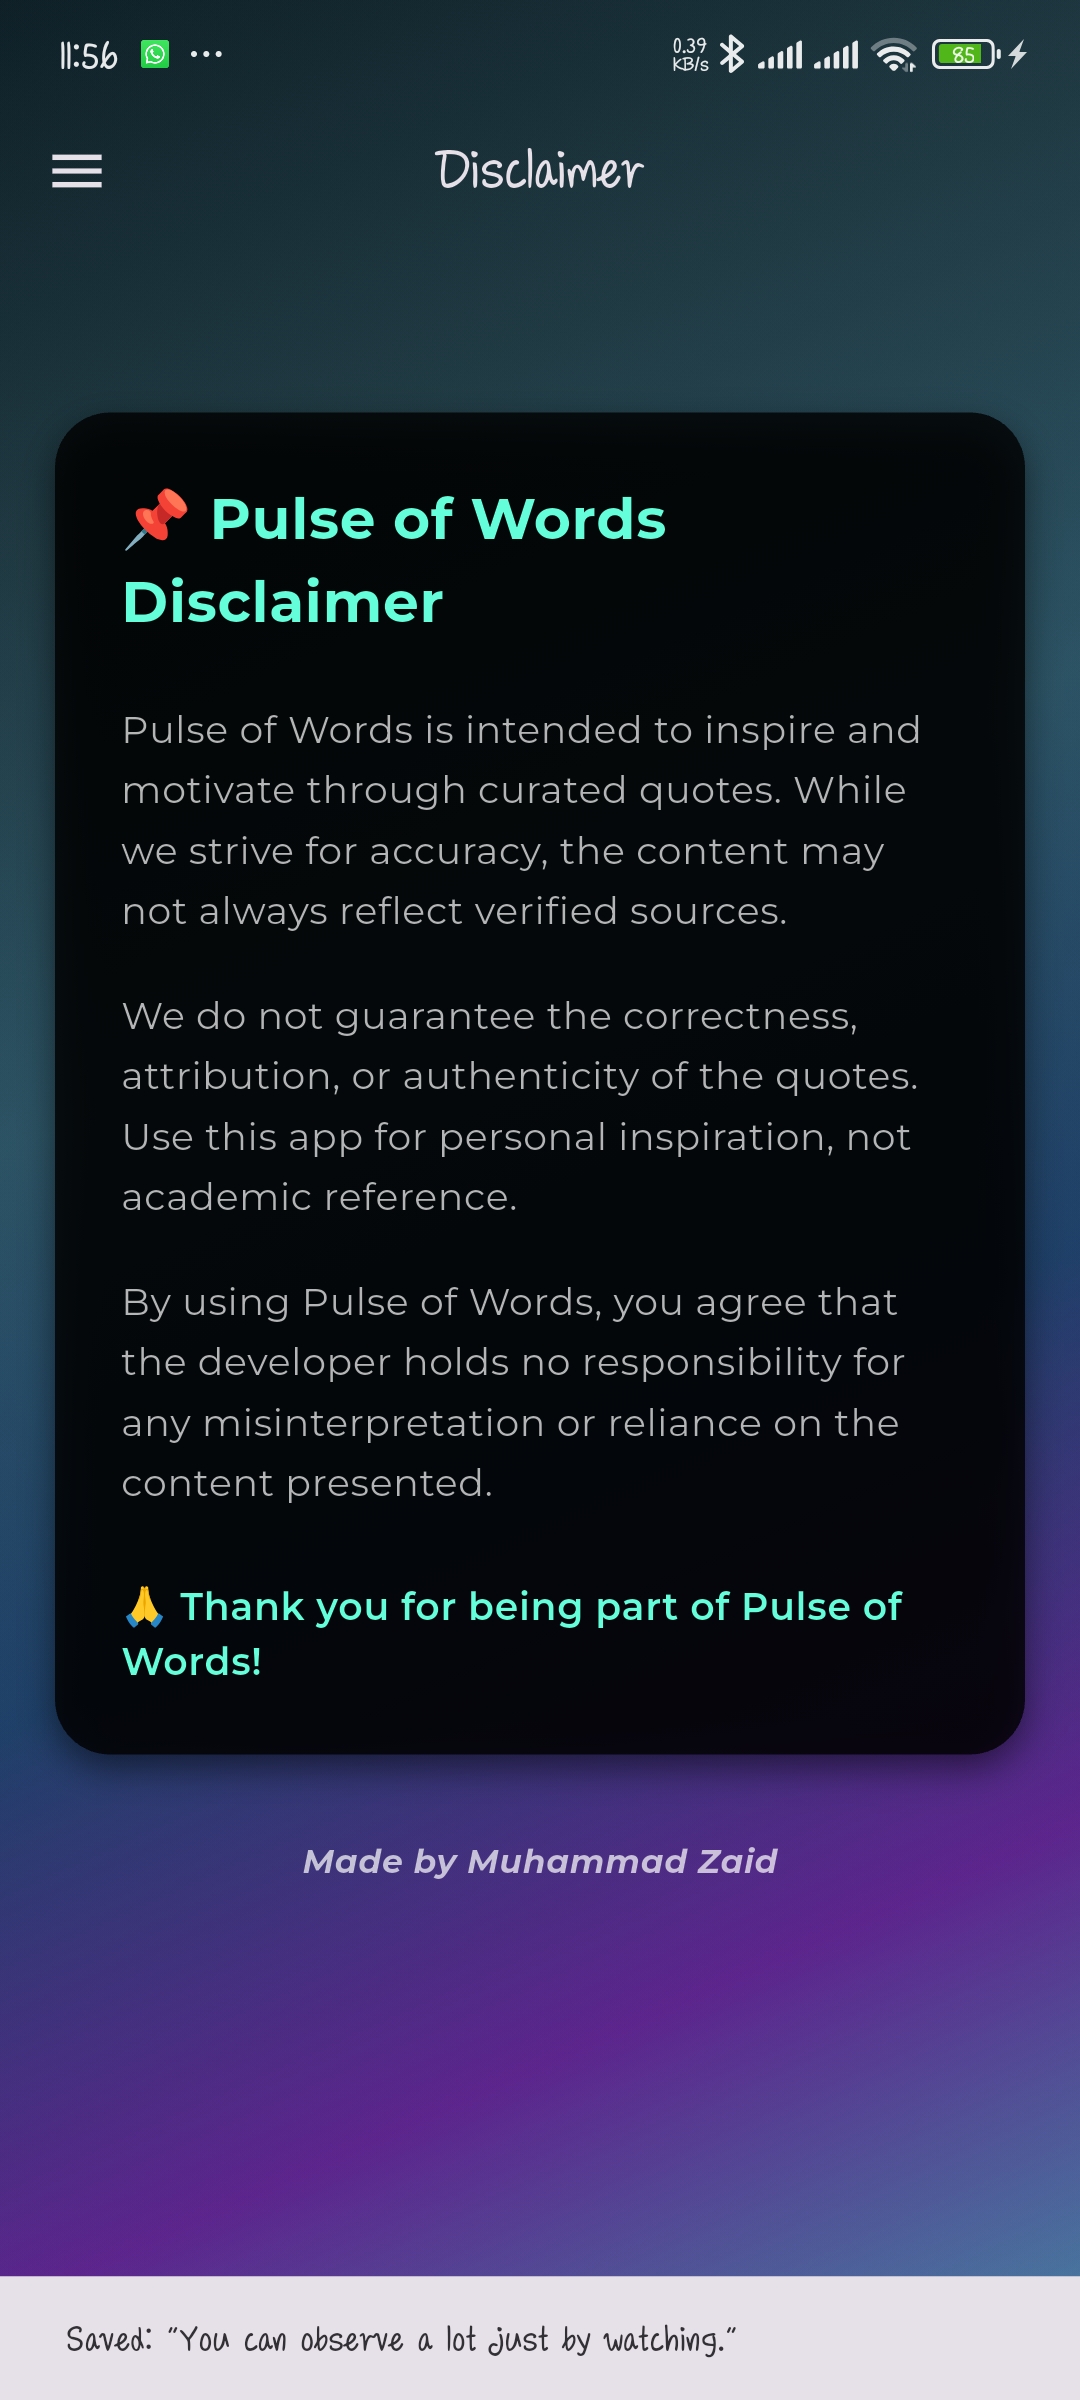 11:56
0.39
KB/s
85
Disclaimer
📌 Pulse of Words
Disclaimer
Pulse of Words is intended to inspire and
motivate through curated quotes. While
we strive for accuracy, the content may
not always reflect verified sources.
We do not guarantee the correctness,
attribution, or authenticity of the quotes.
Use this app for personal inspiration, not
academic reference.
By using Pulse of Words, you agree that
the developer holds no responsibility for
any misinterpretation or reliance on the
content presented.
🙏 Thank you for being part of Pulse of
Words!
Made by Muhammad Zaid
Saved: "You can observe a lot just by watching."